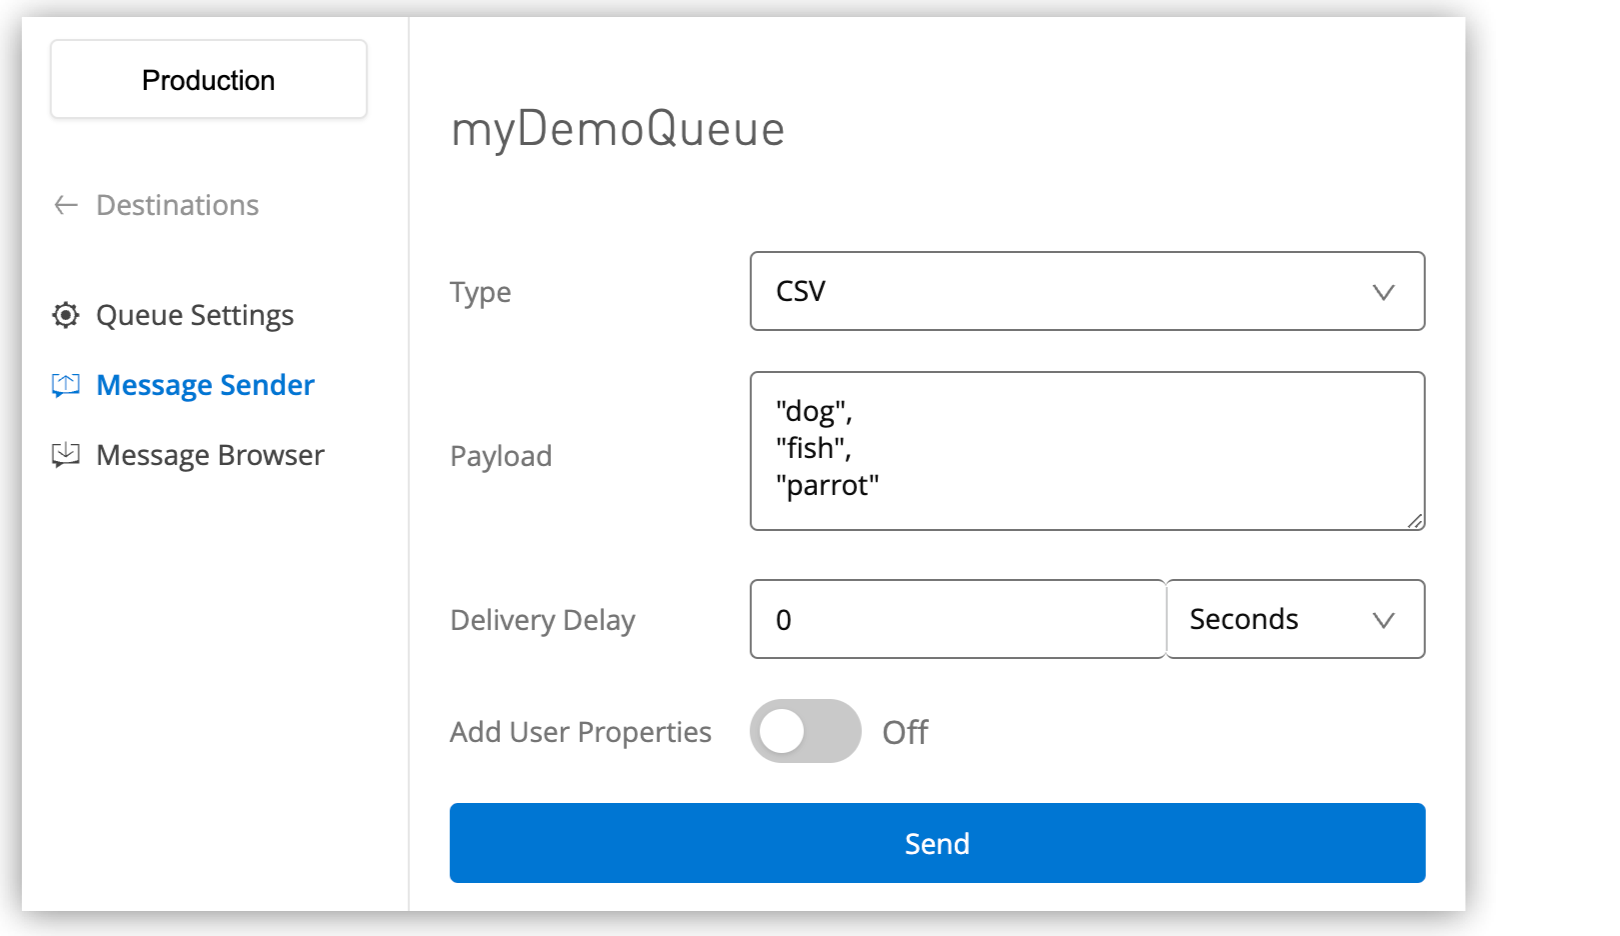 Production
Destinations
Queue Settings
Message Sender
Message Browser
myDemoQueue
Type
CSV
Payload
"dog",
"fish",
"parrot"
Delivery Delay
0
Seconds
Add User Properties
Off
Send